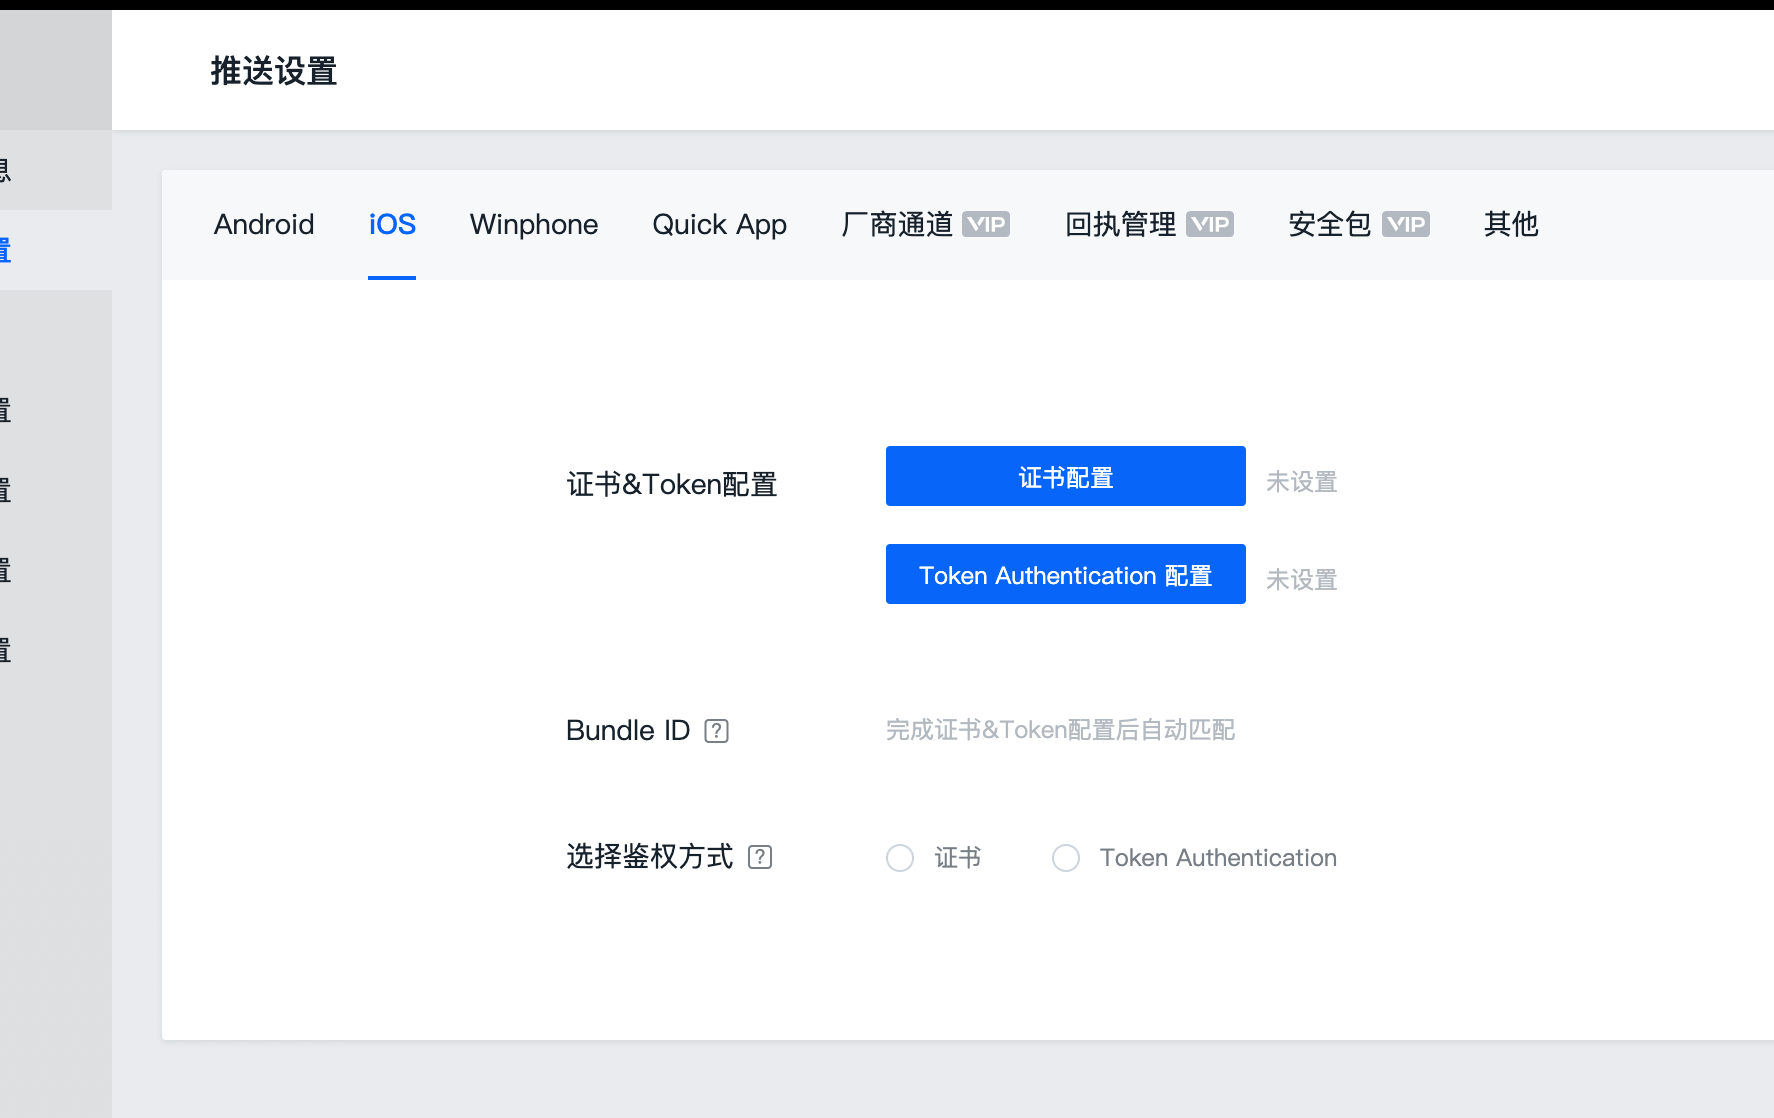 推送设置
息
置
置
置
置
置
Android iOS Winphone Quick App 厂商通道 VIP 回执管理 VIP 安全包 VIP 其他
证书&Token配置 证书配置 未设置
Token Authentication 配置 未设置
Bundle ID ? 完成证书&Token配置后自动匹配
选择鉴权方式 ? 证书 Token Authentication